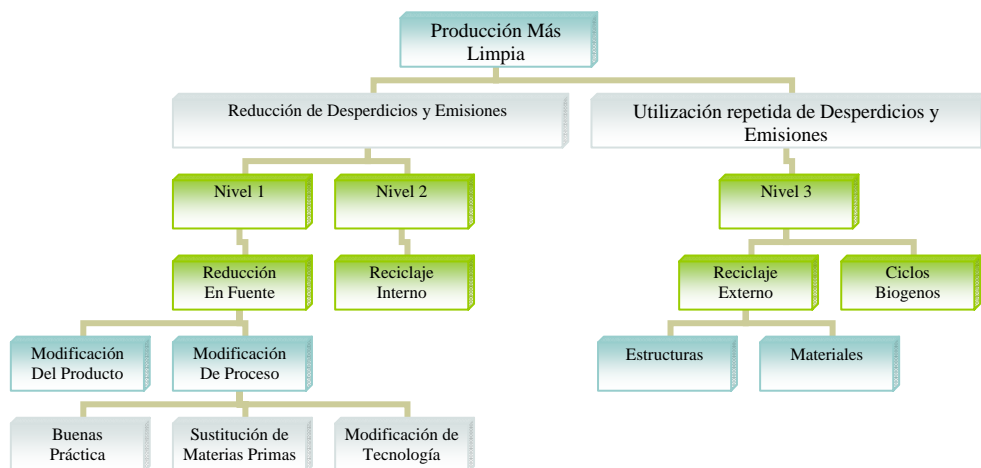 Producción Más
Limpia
Reducción de Desperdicios y Emisiones
Utilización repetida de Desperdicios y
Emisiones
Nivel 1
Nivel 2
Nivel 3
Reducción
En Fuente
Reciclaje
Interno
Reciclaje
Externo
Ciclos
Biogenos
Modificación
Del Producto
Modificación
De Proceso
Estructuras
Materiales
Buenas
Práctica
Sustitución de
Materias Primas
Modificación de
Tecnología